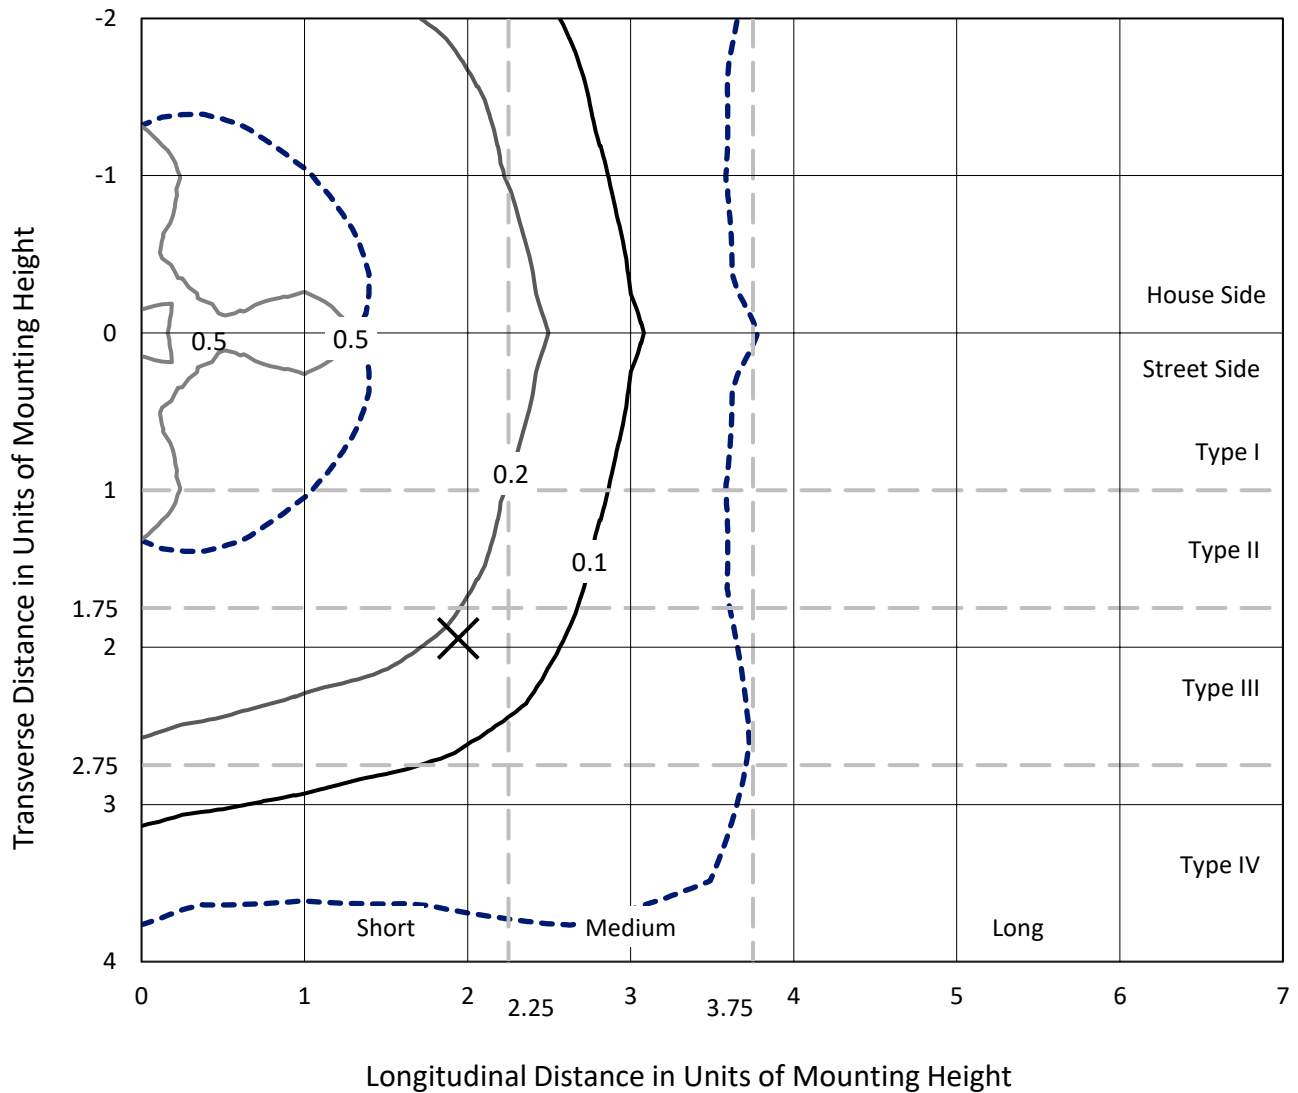 -2
-1
House Side
0
0.5
0.5
Street Side
Type I
0.2
1
Type II
0.1
1.75
2
Type III
2.75
3
Type IV
Short
Medium
Long
4
0
1
2
2.25
3
3.75
4
5
6
7
Longitudinal Distance in Units of Mounting Height
Transverse Distance in Units of Mounting Height